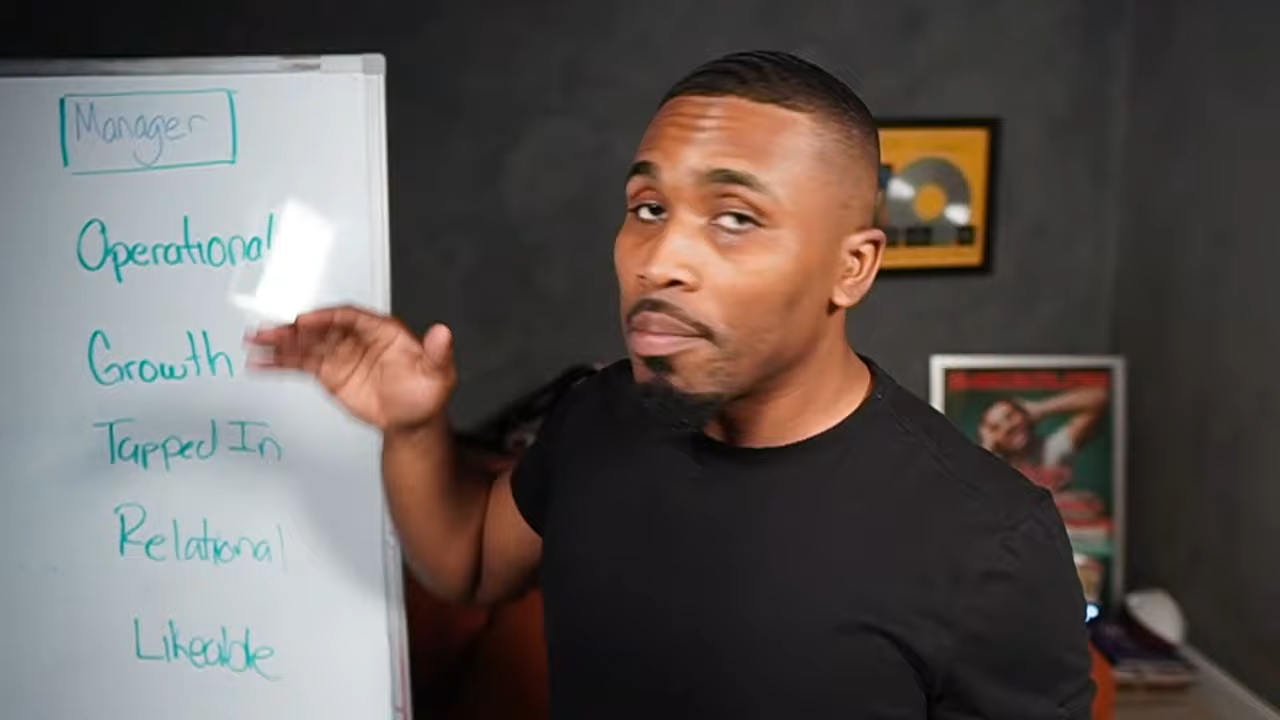 Manager
Operational
Growth
Tapped In
Relational
Likeable